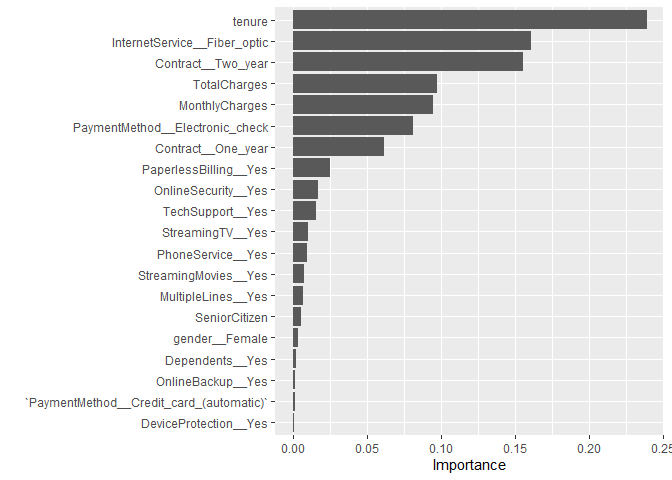 tenure
InternetService__Fiber_optic
Contract__Two_year
TotalCharges
MonthlyCharges
PaymentMethod__Electronic_check
Contract__One_year
PaperlessBilling__Yes
OnlineSecurity__Yes
TechSupport__Yes
StreamingTV__Yes
PhoneService__Yes
StreamingMovies__Yes
MultipleLines__Yes
SeniorCitizen
gender__Female
Dependents__Yes
OnlineBackup__Yes
`PaymentMethod__Credit_card_(automatic)`
DeviceProtection__Yes
0.00 0.05 0.10 0.15 0.20 0.25
Importance